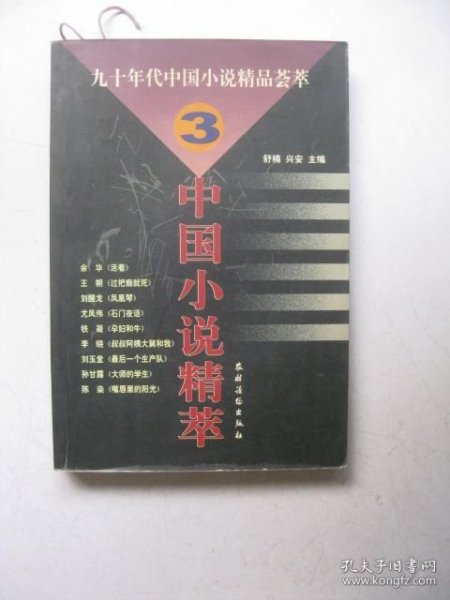 九十年代中国小说精品荟萃
3
舒楠 兴安 主编
中国小说精萃
余华《活着》
王朔《过把瘾就死》
刘醒龙《凤凰琴》
尤凤伟《石门夜话》
铁凝《孕妇和牛》
李晓《叔叔阿姨大舅和我》
刘玉堂《最后一个生产队》
孙甘露《大师的学生》
陈染《嘴唇里的阳光》
农村读物出版社
孔夫子旧书网
www.kongfz.com